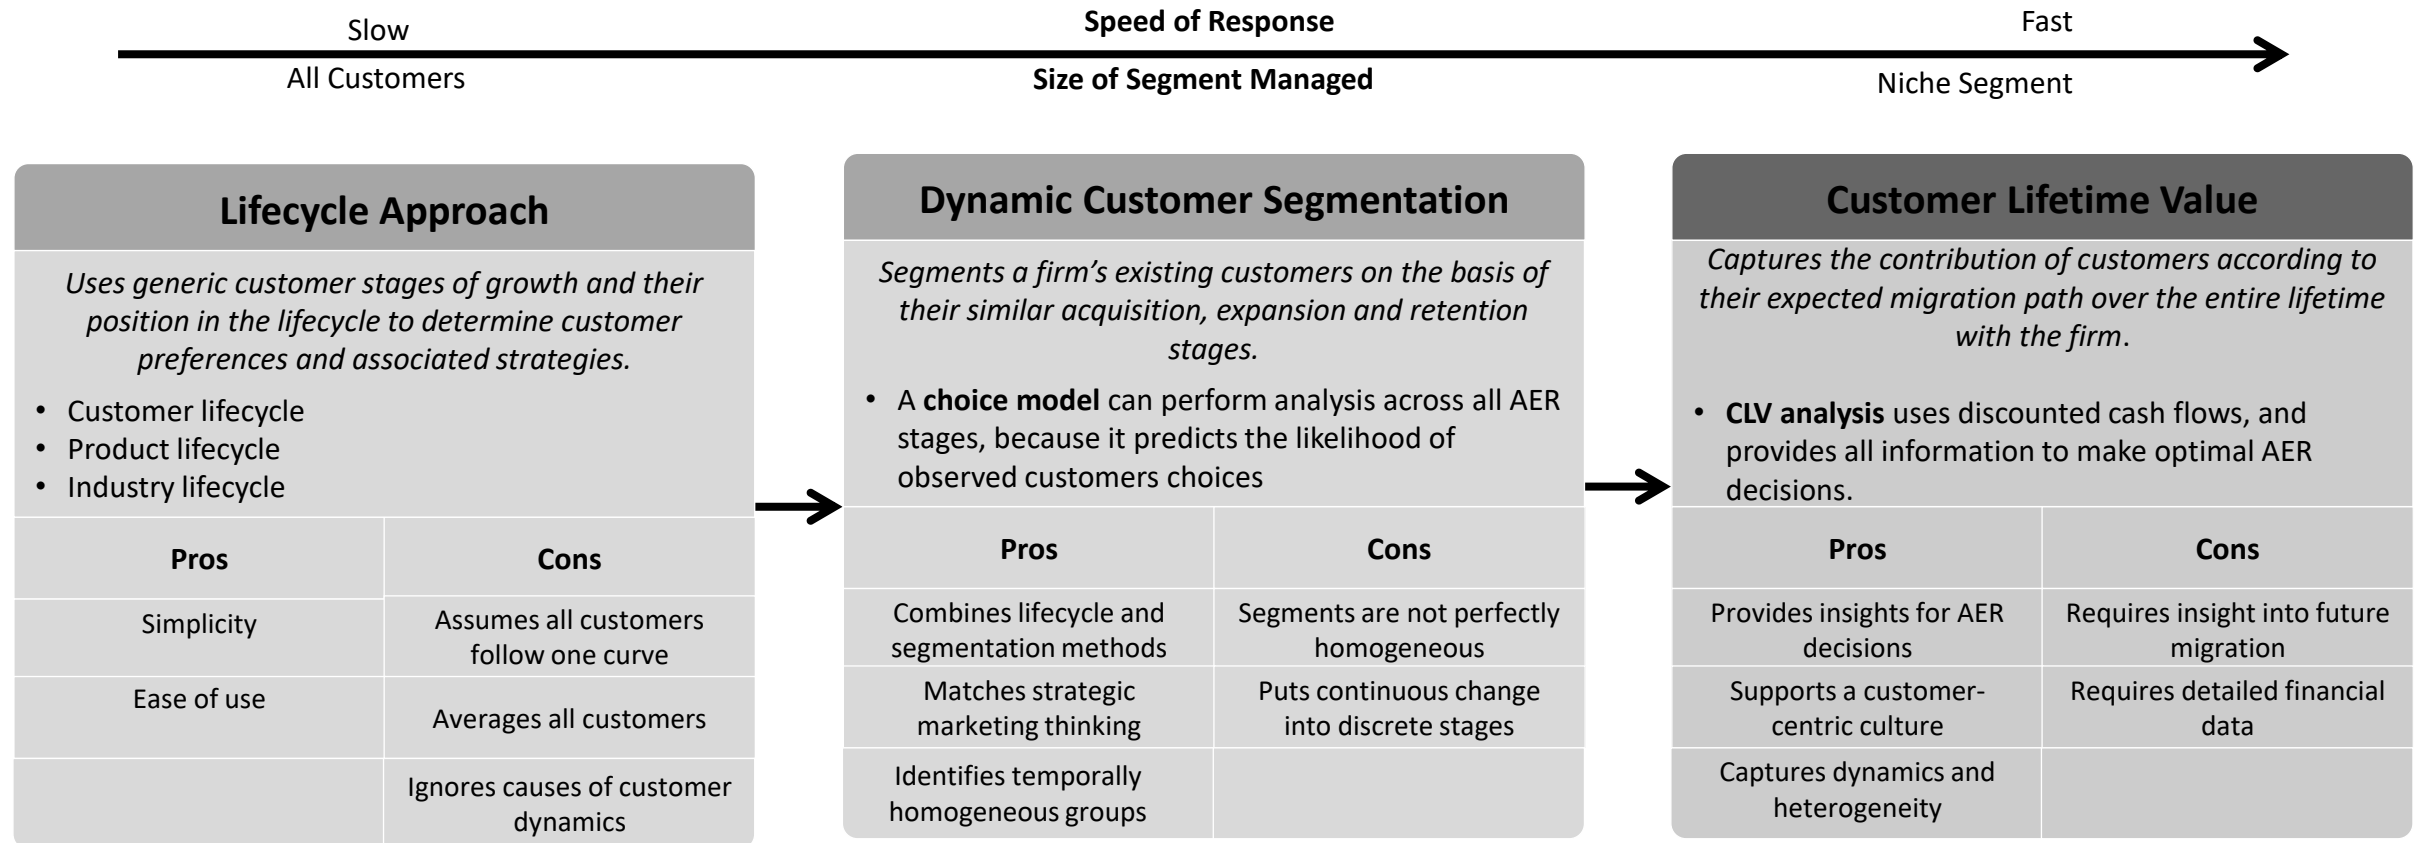 Slow
Speed of Response
Fast
All Customers
Size of Segment Managed
Niche Segment
Lifecycle Approach
Uses generic customer stages of growth and their
position in the lifecycle to determine customer
preferences and associated strategies.
• Customer lifecycle
• Product lifecycle
• Industry lifecycle
Pros
Cons
Simplicity
Assumes all customers
follow one curve
Ease of use
Averages all customers
Ignores causes of customer
dynamics
Dynamic Customer Segmentation
Segments a firm’s existing customers on the basis of
their similar acquisition, expansion and retention
stages.
• A choice model can perform analysis across all AER
stages, because it predicts the likelihood of
observed customers choices
Pros
Cons
Combines lifecycle and
segmentation methods
Segments are not perfectly
homogeneous
Matches strategic
marketing thinking
Puts continuous change
into discrete stages
Identifies temporally
homogeneous groups
Customer Lifetime Value
Captures the contribution of customers according to
their expected migration path over the entire lifetime
with the firm.
• CLV analysis uses discounted cash flows, and
provides all information to make optimal AER
decisions.
Pros
Cons
Provides insights for AER
decisions
Requires insight into future
migration
Supports a customer-
centric culture
Requires detailed financial
data
Captures dynamics and
heterogeneity